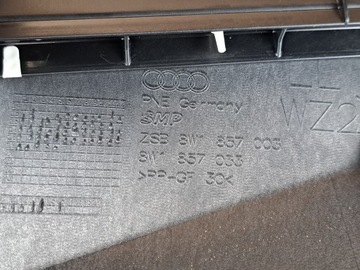 PNE Germany
SMP
ZSB 8W1 857 003
8W1 857 033
>PP-GF 30<
WZ2